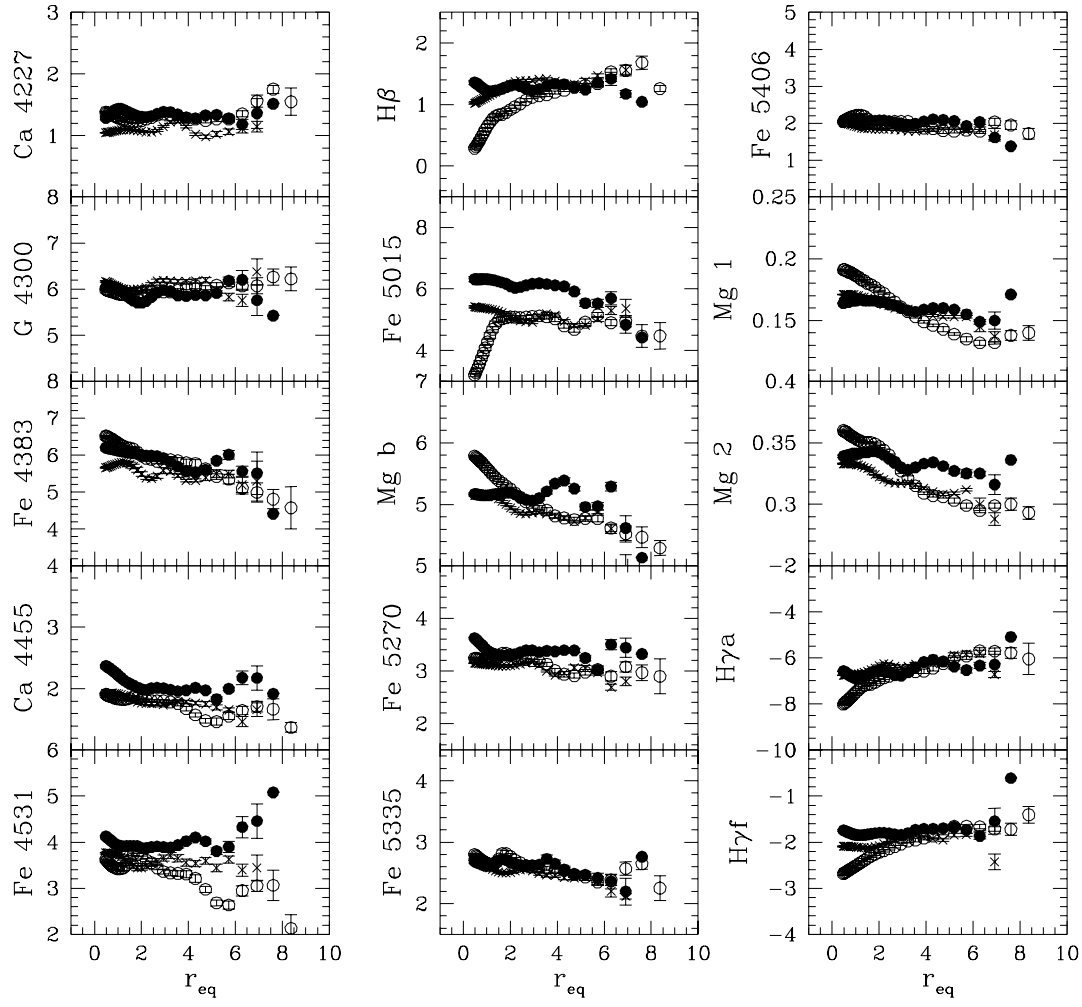 Ca 4227
3
2
1
8
G 4300
7
6
5
8
Fe 4383
7
6
5
4
4
Ca 4455
3
2
6
Fe 4531
5
4
3
2
0 2 4 6 8 10
r_eq
Hβ
2
1
0
Fe 5015
8
6
4
7
Mg b
6
5
5
Fe 5270
4
3
2
Fe 5335
4
3
2
0 2 4 6 8 10
r_eq
Fe 5406
5
4
3
2
1
0.25
Mg 1
0.2
0.15
0.4
Mg 2
0.35
0.3
-2
Hγa
-4
-6
-8
-10
Hγf
-1
-2
-3
-4
0 2 4 6 8 10
r_eq